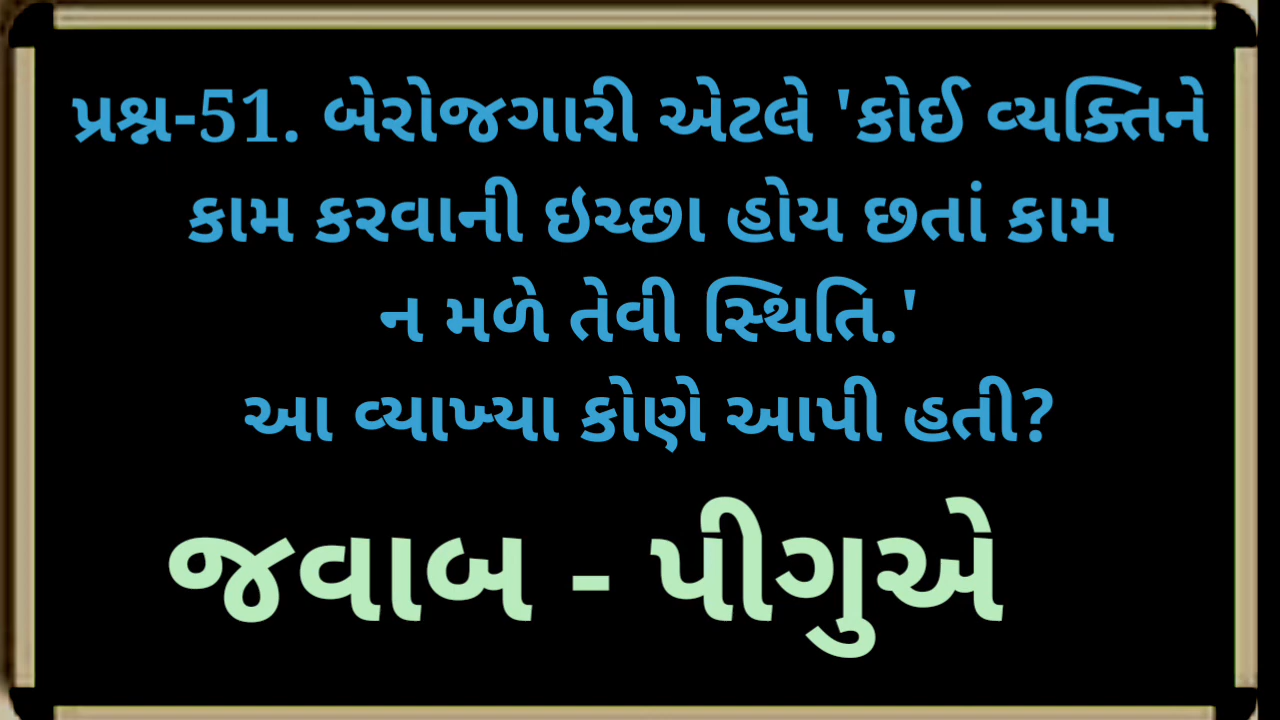 પ્રશ્ન-51. બેરોજગારી એટલે 'કોઈ વ્યક્તિને
કામ કરવાની ઇચ્છા હોય છતાં કામ
ન મળે તેવી સ્થિતિ.'
આ વ્યાખ્યા કોણે આપી હતી?
જવાબ - પીગુએ